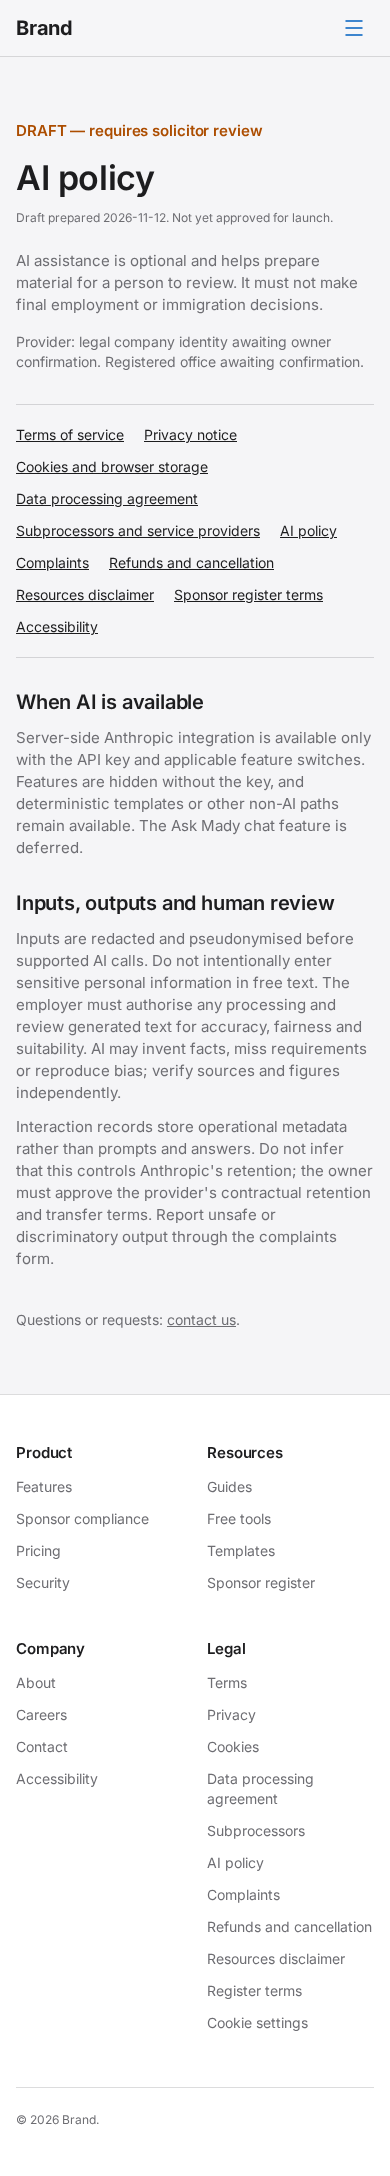 Brand
DRAFT — requires solicitor review
AI policy
Draft prepared 2026-11-12. Not yet approved for launch.
AI assistance is optional and helps prepare
material for a person to review. It must not make
final employment or immigration decisions.
Provider: legal company identity awaiting owner
confirmation. Registered office awaiting confirmation.
Terms of service Privacy notice
Cookies and browser storage
Data processing agreement
Subprocessors and service providers AI policy
Complaints Refunds and cancellation
Resources disclaimer Sponsor register terms
Accessibility
When AI is available
Server-side Anthropic integration is available only
with the API key and applicable feature switches.
Features are hidden without the key, and
deterministic templates or other non-AI paths
remain available. The Ask Mady chat feature is
deferred.
Inputs, outputs and human review
Inputs are redacted and pseudonymised before
supported AI calls. Do not intentionally enter
sensitive personal information in free text. The
employer must authorise any processing and
review generated text for accuracy, fairness and
suitability. AI may invent facts, miss requirements
or reproduce bias; verify sources and figures
independently.
Interaction records store operational metadata
rather than prompts and answers. Do not infer
that this controls Anthropic's retention; the owner
must approve the provider's contractual retention
and transfer terms. Report unsafe or
discriminatory output through the complaints
form.
Questions or requests: contact us.
Product
Features
Sponsor compliance
Pricing
Security
Resources
Guides
Free tools
Templates
Sponsor register
Company
About
Careers
Contact
Accessibility
Legal
Terms
Privacy
Cookies
Data processing
agreement
Subprocessors
AI policy
Complaints
Refunds and cancellation
Resources disclaimer
Register terms
Cookie settings
© 2026 Brand.